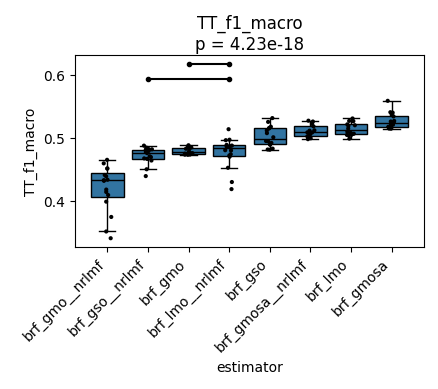 TT_f1_macro
p = 4.23e-18
0.6
0.5
0.4
TT_f1_macro
brf_gmo__nrlmf
brf_gso__nrlmf
brf_gmo
brf_lmo__nrlmf
brf_gso
brf_gmosa__nrlmf
brf_lmo
brf_gmosa
estimator